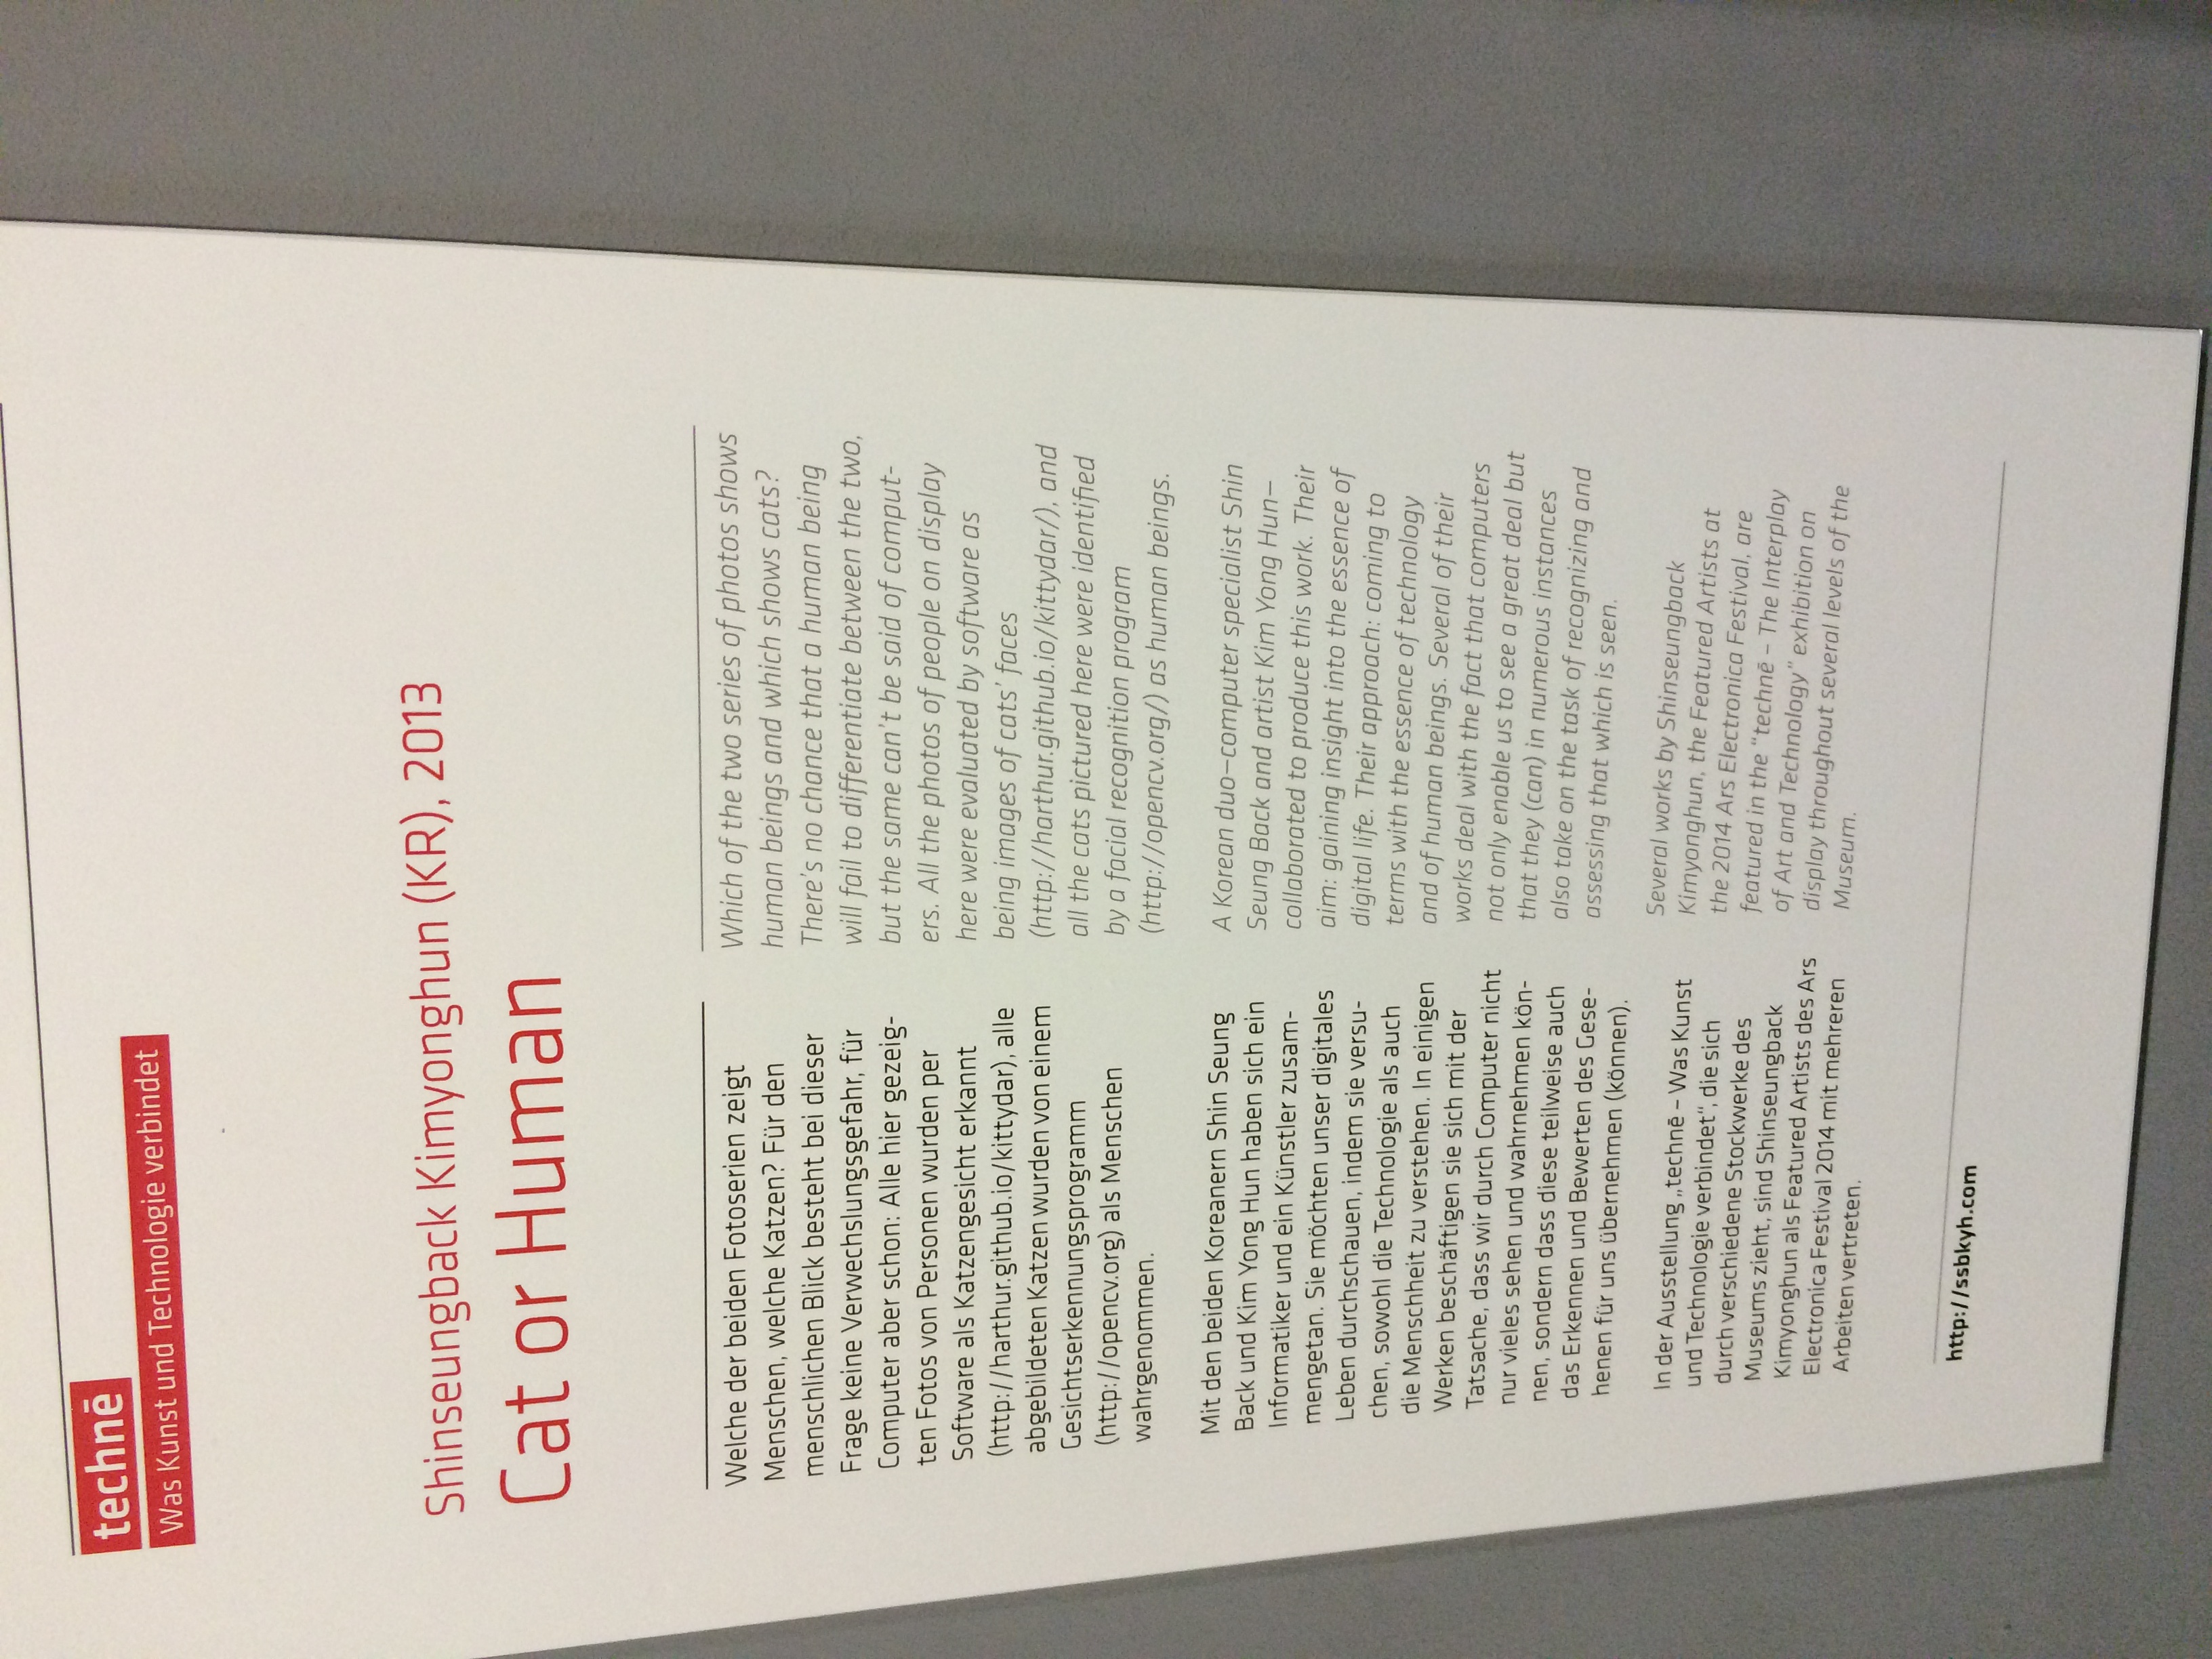 technē
Was Kunst und Technologie verbindet
Shinseungback Kimyonghun (KR), 2013
Cat or Human
Welche der beiden Fotoserien zeigt
Menschen, welche Katzen? Für den
menschlichen Blick besteht bei dieser
Frage keine Verwechslungsgefahr, für
Computer aber schon: Alle hier gezeig-
ten Fotos von Personen wurden per
Software als Katzengesicht erkannt
(http://harthur.github.io/kittydar), alle
abgebildeten Katzen wurden von einem
Gesichtserkennungsprogramm
(http://opencv.org) als Menschen
wahrgenommen.
Mit den beiden Koreanern Shin Seung
Back und Kim Yong Hun haben sich ein
Informatiker und ein Künstler zusam-
mengetan. Sie möchten unser digitales
Leben durchschauen, indem sie versu-
chen, sowohl die Technologie als auch
die Menschheit zu verstehen. In einigen
Werken beschäftigen sie sich mit der
Tatsache, dass wir durch Computer nicht
nur vieles sehen und wahrnehmen kön-
nen, sondern dass diese teilweise auch
das Erkennen und Bewerten des Gese-
henen für uns übernehmen (können).
In der Ausstellung „technē – Was Kunst
und Technologie verbindet“, die sich
durch verschiedene Stockwerke des
Museums zieht, sind Shinseungback
Kimyonghun als Featured Artists des Ars
Electronica Festival 2014 mit mehreren
Arbeiten vertreten.
Which of the two series of photos shows
human beings and which shows cats?
There's no chance that a human being
will fail to differentiate between the two,
but the same can't be said of comput-
ers. All the photos of people on display
here were evaluated by software as
being images of cats' faces
(http://harthur.github.io/kittydar/), and
all the cats pictured here were identified
by a facial recognition program
(http://opencv.org/) as human beings.
A Korean duo–computer specialist Shin
Seung Back and artist Kim Yong Hun–
collaborated to produce this work. Their
aim: gaining insight into the essence of
digital life. Their approach: coming to
terms with the essence of technology
and of human beings. Several of their
works deal with the fact that computers
not only enable us to see a great deal but
that they (can) in numerous instances
also take on the task of recognizing and
assessing that which is seen.
Several works by Shinseungback
Kimyonghun, the Featured Artists at
the 2014 Ars Electronica Festival, are
featured in the "technē – The Interplay
of Art and Technology" exhibition on
display throughout several levels of the
Museum.
http://ssbkyh.com